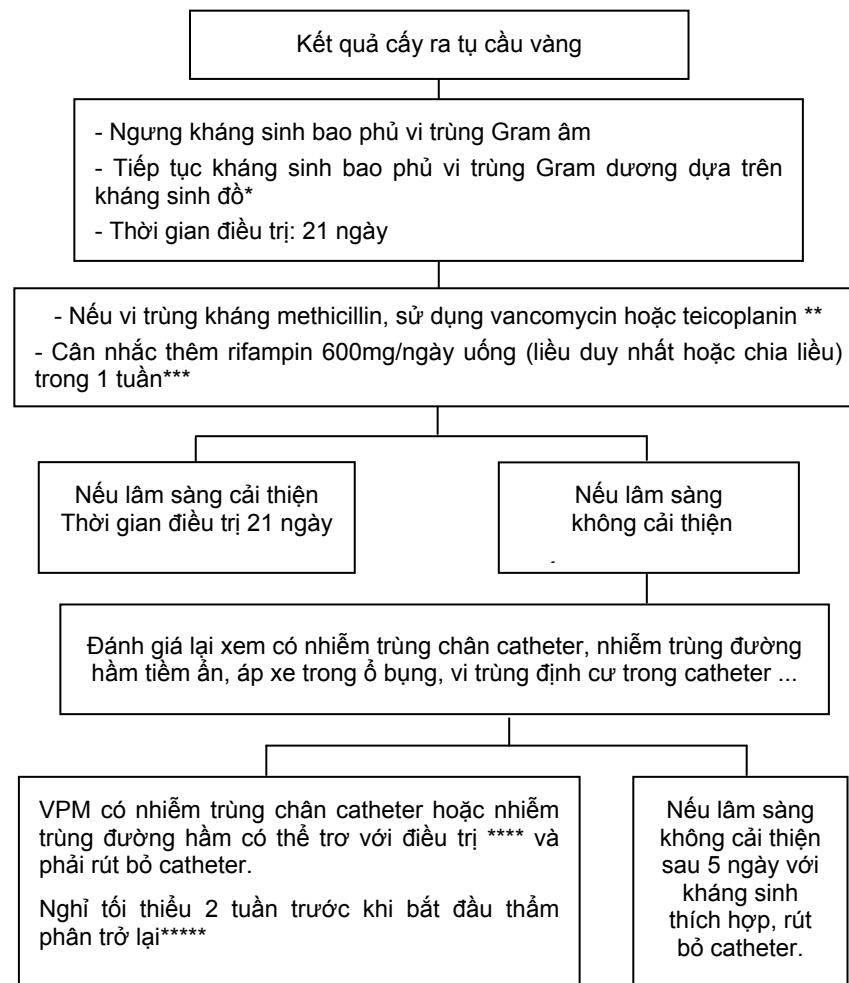 Kết quả cấy ra tụ cầu vàng
- Ngưng kháng sinh bao phủ vi trùng Gram âm
- Tiếp tục kháng sinh bao phủ vi trùng Gram dương dựa trên
kháng sinh đồ*
- Thời gian điều trị: 21 ngày
- Nếu vi trùng kháng methicillin, sử dụng vancomycin hoặc teicoplanin **
- Cân nhắc thêm rifampin 600mg/ngày uống (liều duy nhất hoặc chia liều)
trong 1 tuần***
Nếu lâm sàng cải thiện
Thời gian điều trị 21 ngày
Nếu lâm sàng
không cải thiện
Đánh giá lại xem có nhiễm trùng chân catheter, nhiễm trùng đường
hầm tiềm ẩn, áp xe trong ổ bụng, vi trùng định cư trong catheter ...
VPM có nhiễm trùng chân catheter hoặc nhiễm
trùng đường hầm có thể trơ với điều trị **** và
phải rút bỏ catheter.
Nghỉ tối thiểu 2 tuần trước khi bắt đầu thẩm
phân trở lại*****
Nếu lâm sàng
không cải thiện
sau 5 ngày với
kháng sinh
thích hợp, rút
bỏ catheter.